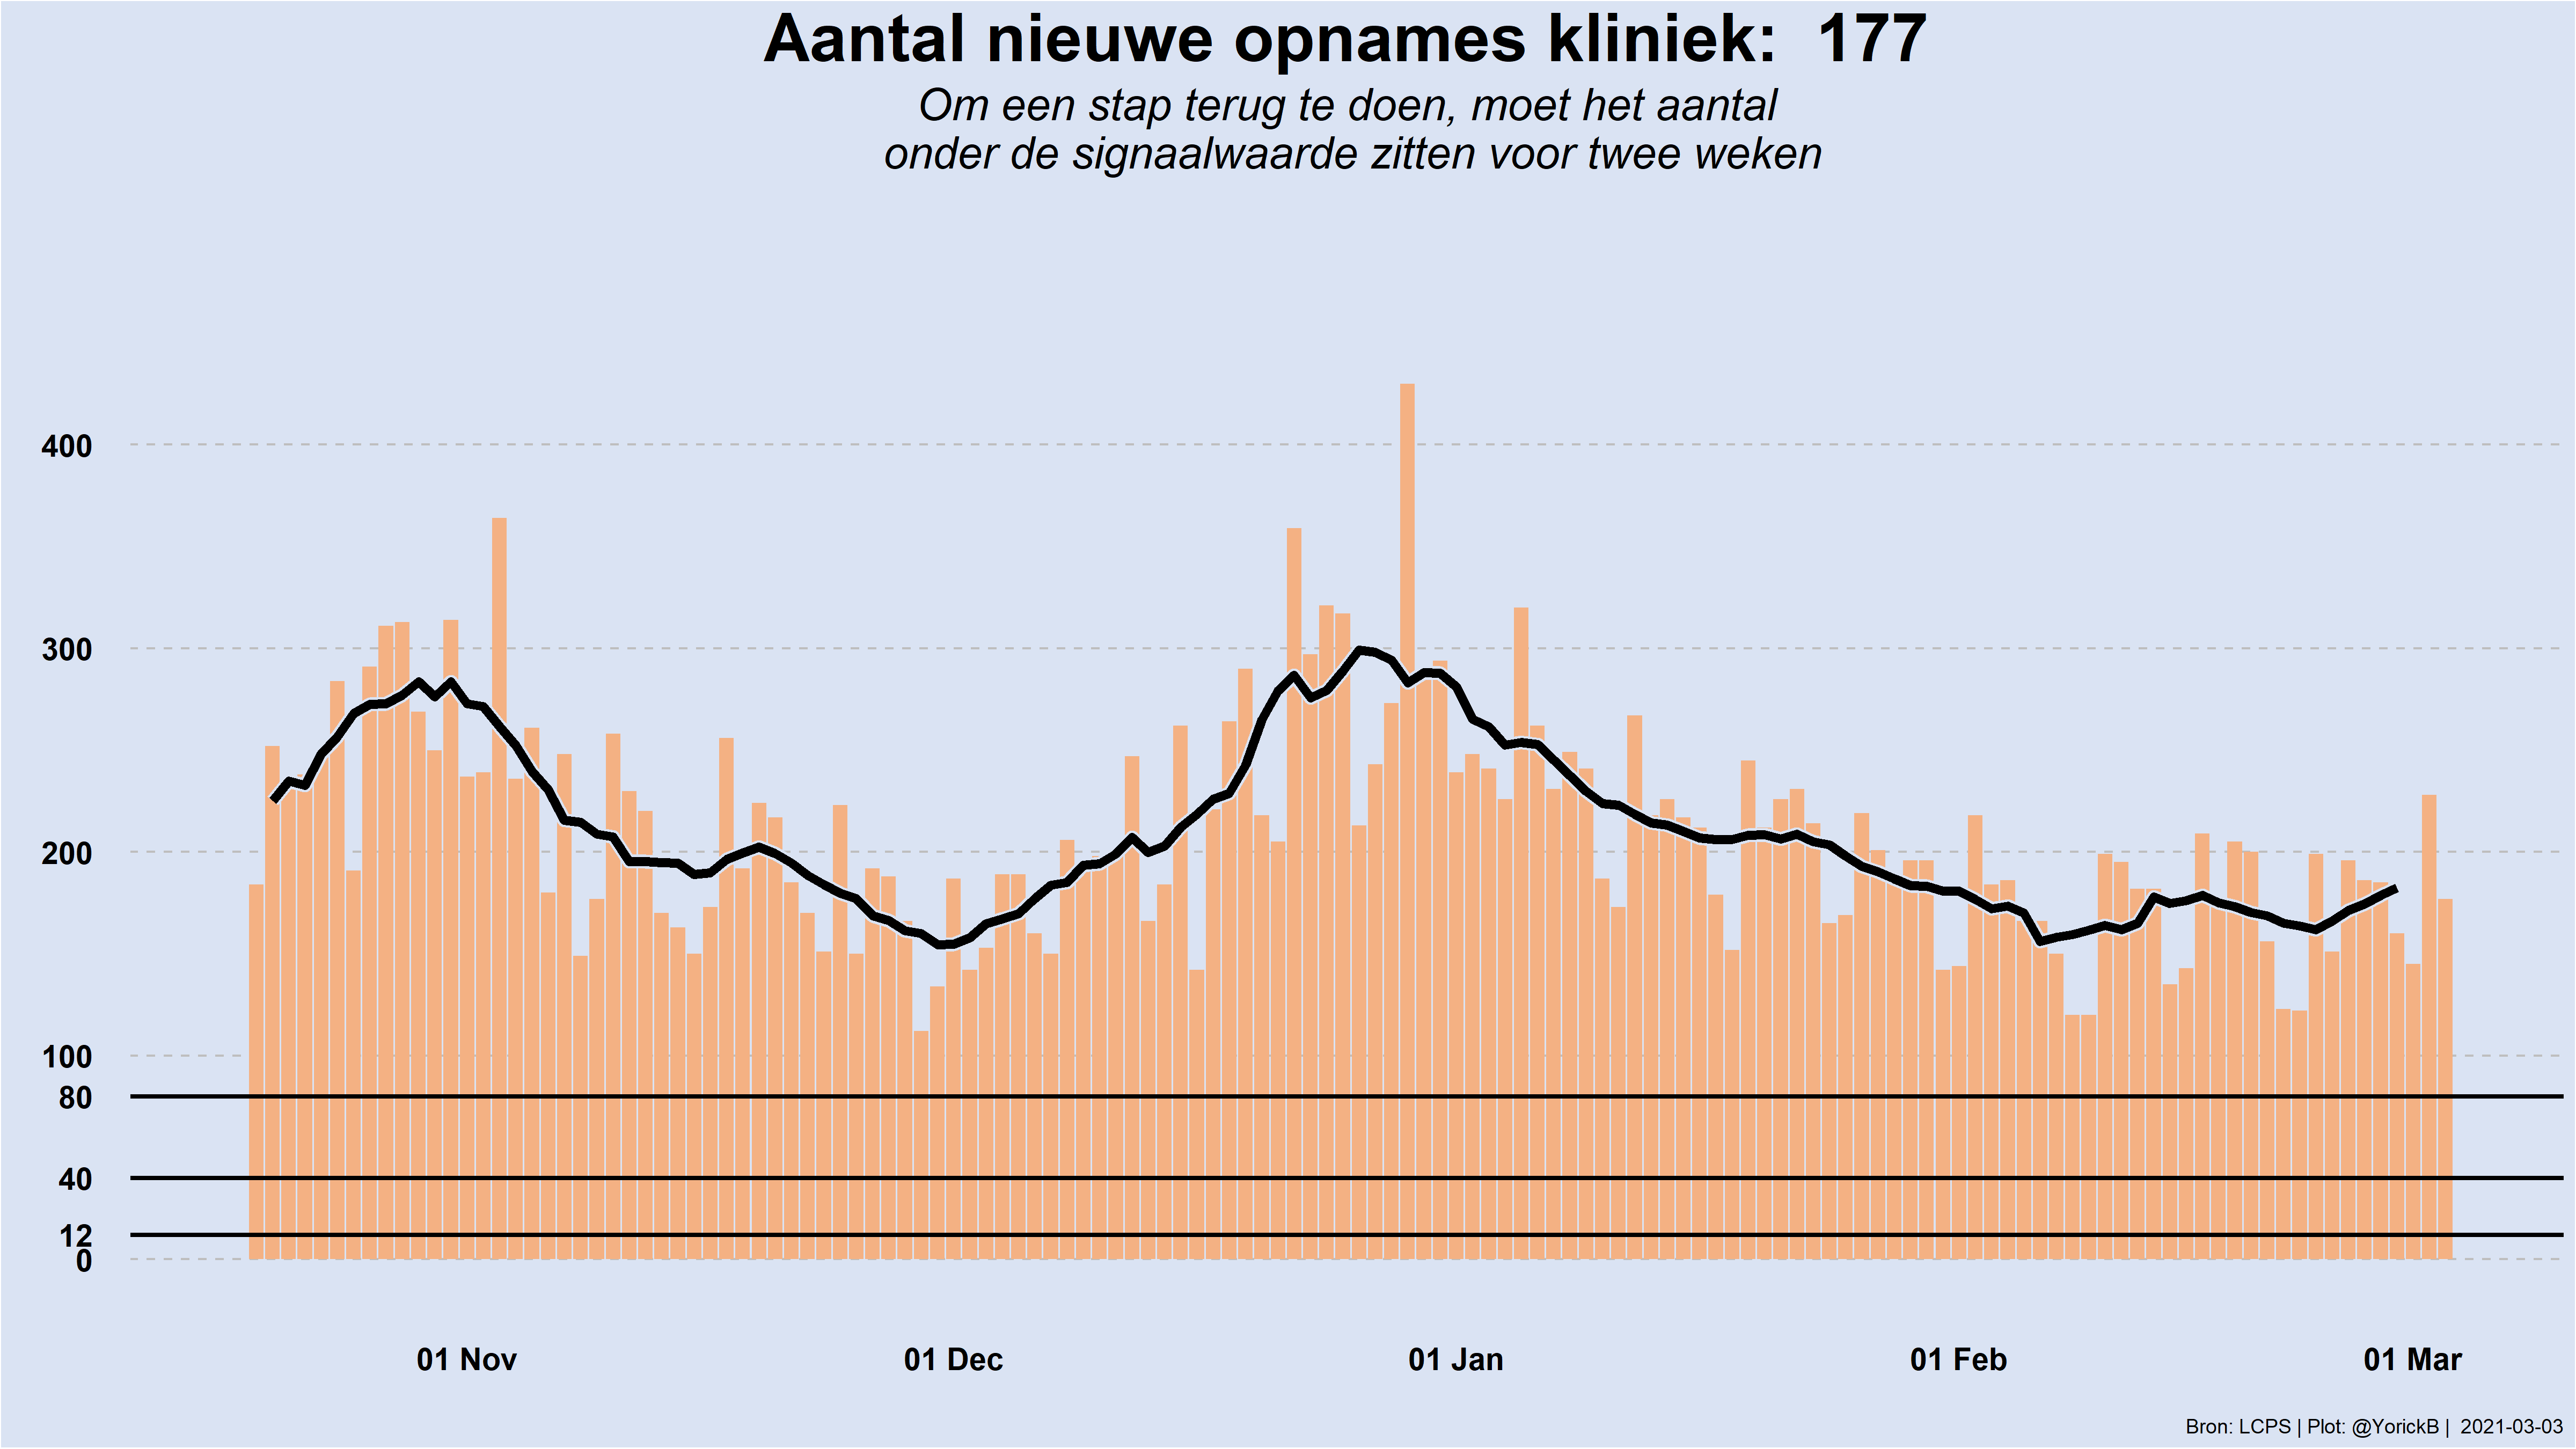 Aantal nieuwe opnames kliniek: 177
Om een stap terug te doen, moet het aantal
onder de signaalwaarde zitten voor twee weken
400
300
200
100
80
40
12
0
01 Nov
01 Dec
01 Jan
01 Feb
01 Mar
Bron: LCPS | Plot: @YorickB | 2021-03-03